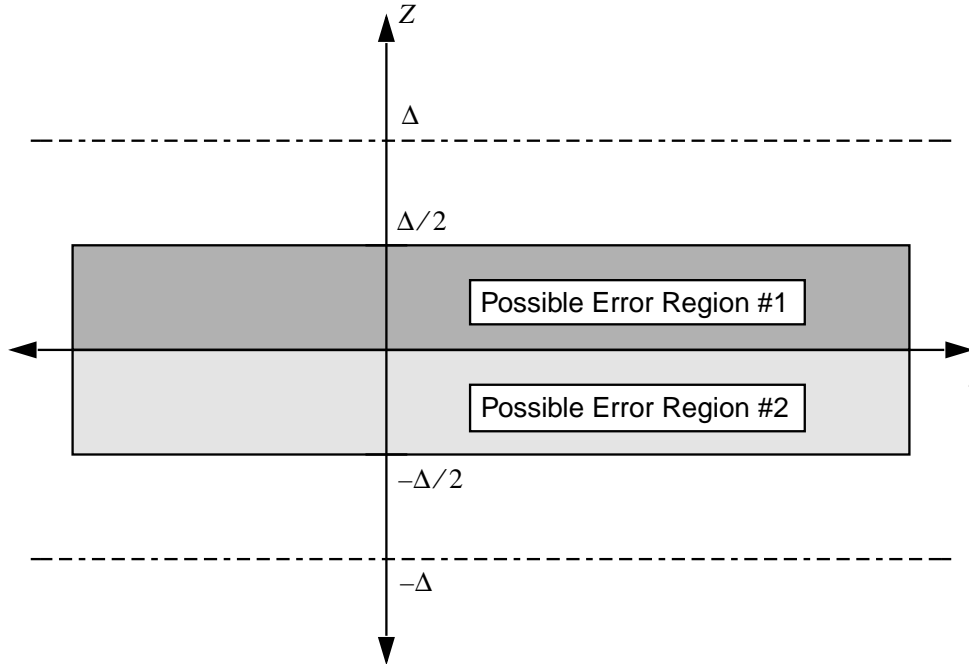 Z
Δ
Δ/2
Possible Error Region #1
Possible Error Region #2
–Δ/2
–Δ